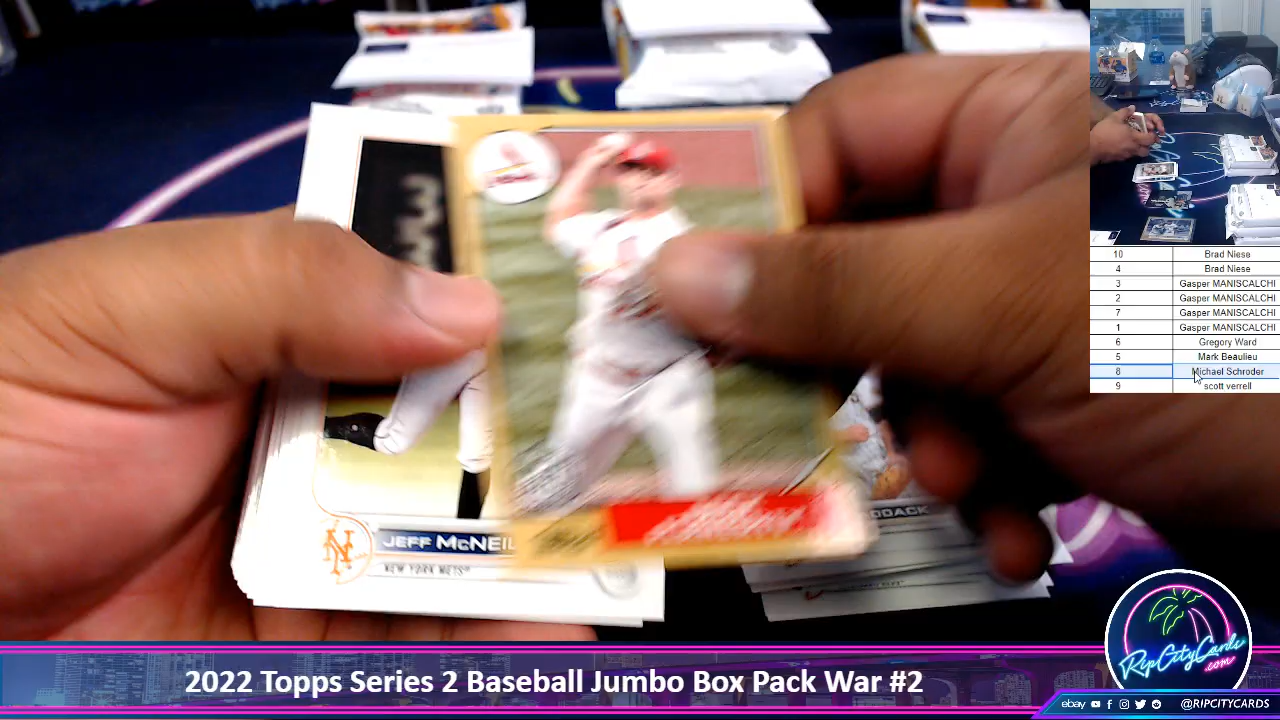 10 Brad Niese
4 Brad Niese
3 Gasper MANISCALCHI
2 Gasper MANISCALCHI
7 Gasper MANISCALCHI
1 Gasper MANISCALCHI
6 Gregory Ward
5 Mark Beaulieu
8 Michael Schroder
9 scott verrell
JEFF MCNEIL
NEW YORK METS
DDACK
RipCityCards
.com
2022 Topps Series 2 Baseball Jumbo Box Pack War #2
ebay @RIPCITYCARDS